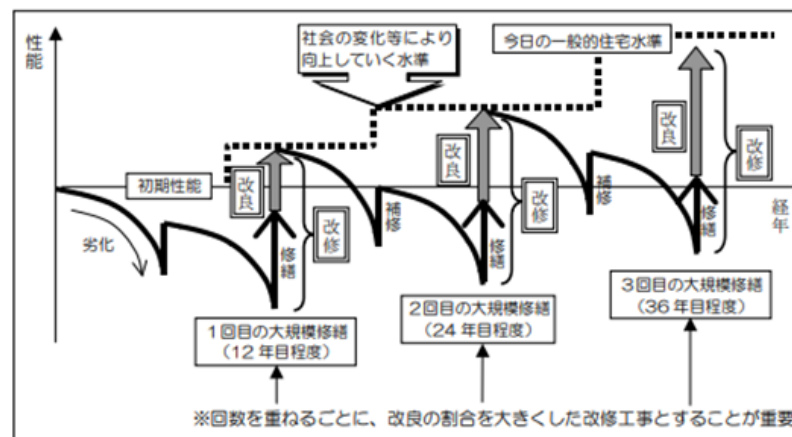 性能
社会の変化等により
向上していく水準
今日の一般的住宅水準
初期性能
劣化
改良
修繕
改修
補修
改良
修繕
改修
補修
改良
修繕
改修
経年
1回目の大規模修繕
(12年目程度)
2回目の大規模修繕
(24年目程度)
3回目の大規模修繕
(36年目程度)
※回数を重ねるごとに、改良の割合を大きくした改修工事とすることが重要